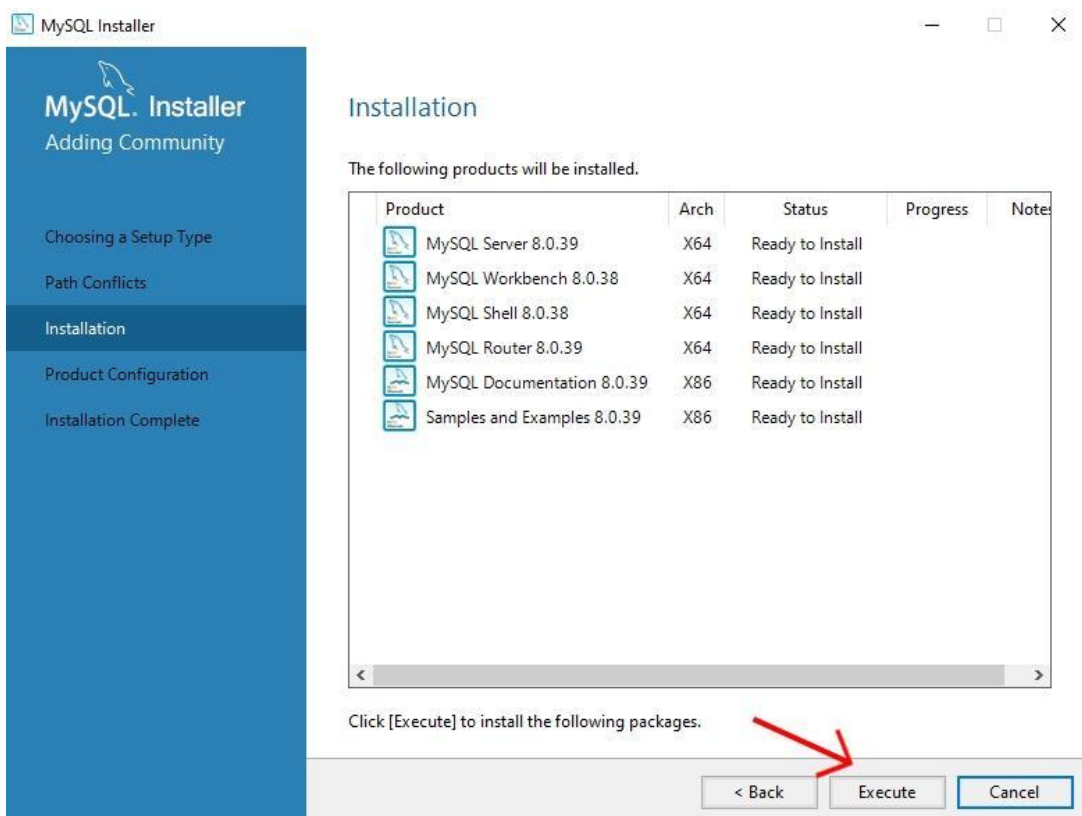 MySQL Installer
MySQL. Installer
Adding Community
Choosing a Setup Type
Path Conflicts
Installation
Product Configuration
Installation Complete
Installation
The following products will be installed.
Product Arch Status Progress Notes
MySQL Server 8.0.39 X64 Ready to Install
MySQL Workbench 8.0.38 X64 Ready to Install
MySQL Shell 8.0.38 X64 Ready to Install
MySQL Router 8.0.39 X64 Ready to Install
MySQL Documentation 8.0.39 X86 Ready to Install
Samples and Examples 8.0.39 X86 Ready to Install
Click [Execute] to install the following packages.
< Back Execute Cancel